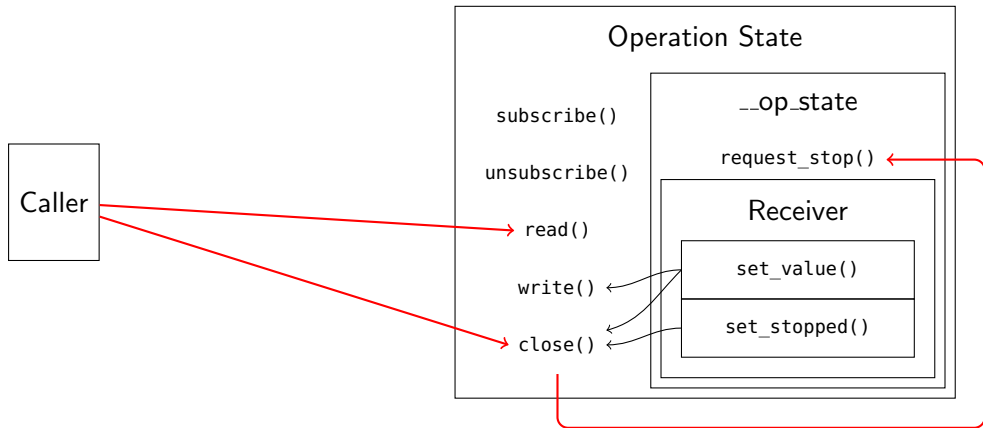 Operation State
__op_state
subscribe()
request_stop()
unsubscribe()
Caller
Receiver
read()
set_value()
write()
set_stopped()
close()